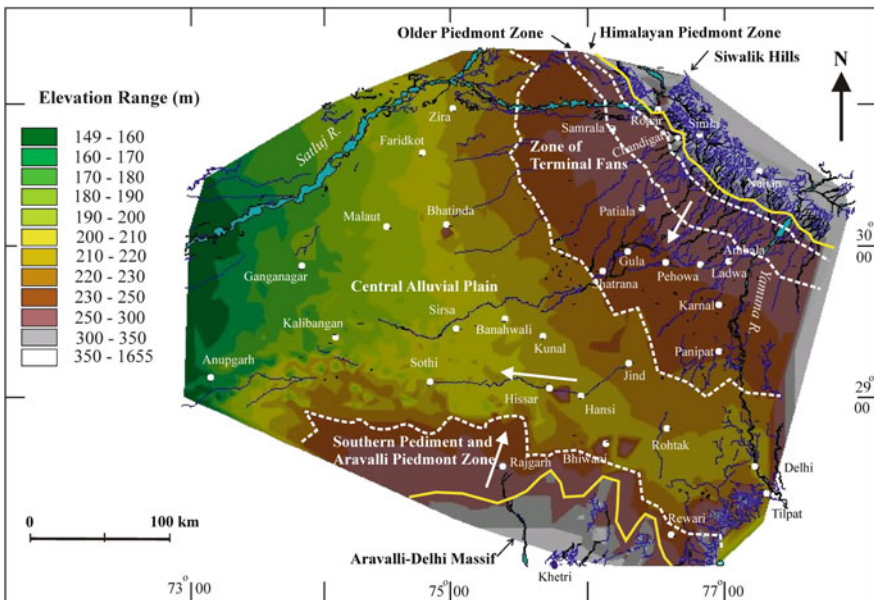 Older Piedmont Zone
Himalayan Piedmont Zone
Siwalik Hills
N
Elevation Range (m)
149 - 160
160 - 170
170 - 180
180 - 190
190 - 200
200 - 210
210 - 220
220 - 230
230 - 250
250 - 300
300 - 350
350 - 1655
Satluj R.
Zira
Faridkot
Ropar
Simla
Samrala
Chandigarh
Zone of
Terminal Fans
Nahan
Malaut
Bhatinda
Patiala
30°
00
Gula
Ambala
Ganganagar
Shatrana
Pehowa
Ladwa
Yamuna R.
Central Alluvial Plain
Karnal
Sirsa
Kalibangan
Banahwali
Kunal
Panipat
Anupgarh
Sothi
Jind
29°
00
Hissar
Hansi
Southern Pediment and
Aravalli Piedmont Zone
Rohtak
Bhiwani
Rajgarh
Delhi
Tilpat
Rewari
0
100 km
Aravalli-Delhi Massif
Khetri
73° 00
75° 00
77° 00